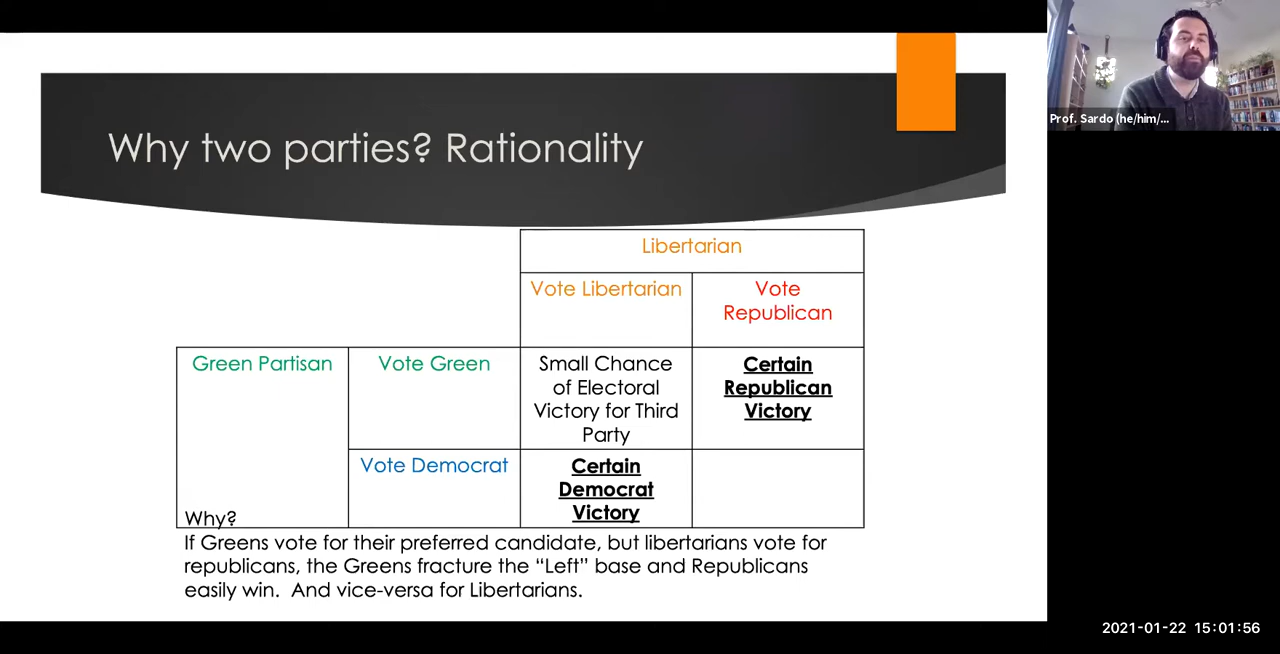 Prof. Sardo (he/him/...
Why two parties? Rationality
Libertarian
Vote Libertarian
Vote
Republican
Green Partisan
Vote Green
Small Chance
of Electoral
Victory for Third
Party
Certain
Republican
Victory
Vote Democrat
Certain
Democrat
Victory
Why?
If Greens vote for their preferred candidate, but libertarians vote for
republicans, the Greens fracture the “Left” base and Republicans
easily win.  And vice-versa for Libertarians.
2021-01-22 15:01:56